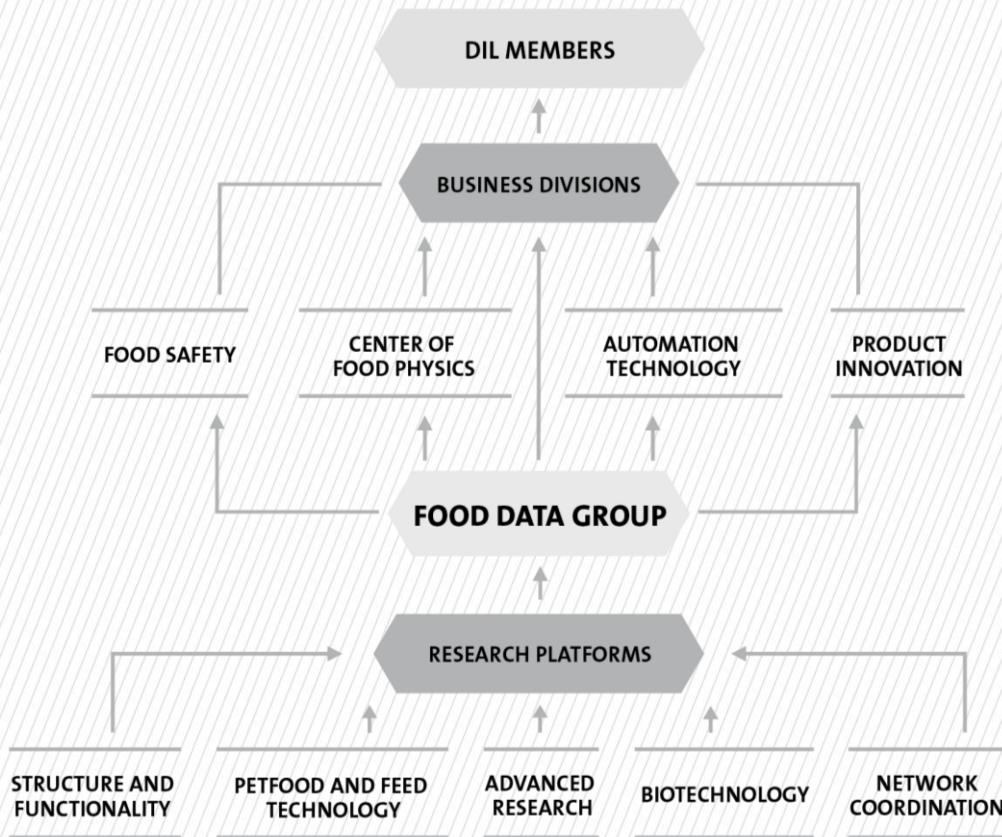 DIL MEMBERS
BUSINESS DIVISIONS
FOOD SAFETY
CENTER OF
FOOD PHYSICS
AUTOMATION
TECHNOLOGY
PRODUCT
INNOVATION
FOOD DATA GROUP
RESEARCH PLATFORMS
STRUCTURE AND
FUNCTIONALITY
PETFOOD AND FEED
TECHNOLOGY
ADVANCED
RESEARCH
BIOTECHNOLOGY
NETWORK
COORDINATION